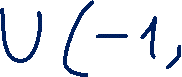 ∪ (-1,